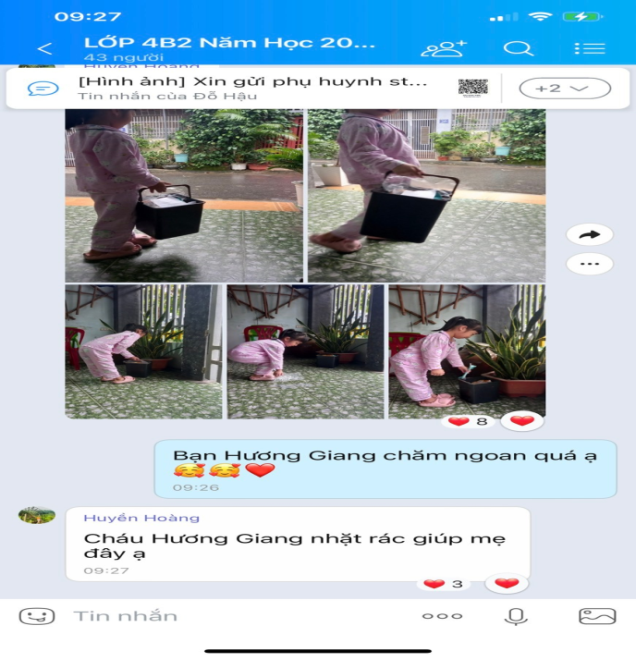 09:27
LỚP 4B2 Năm Học 20...
43 người
Huyền Hoàng
[Hình ảnh] Xin gửi phụ huynh st...
Tin nhắn của Đỗ Hậu
+2
8
Bạn Hương Giang chăm ngoan quá ạ
09:26
Huyền Hoàng
Cháu Hương Giang nhặt rác giúp mẹ
đây ạ
09:27
3
Tin nhắn